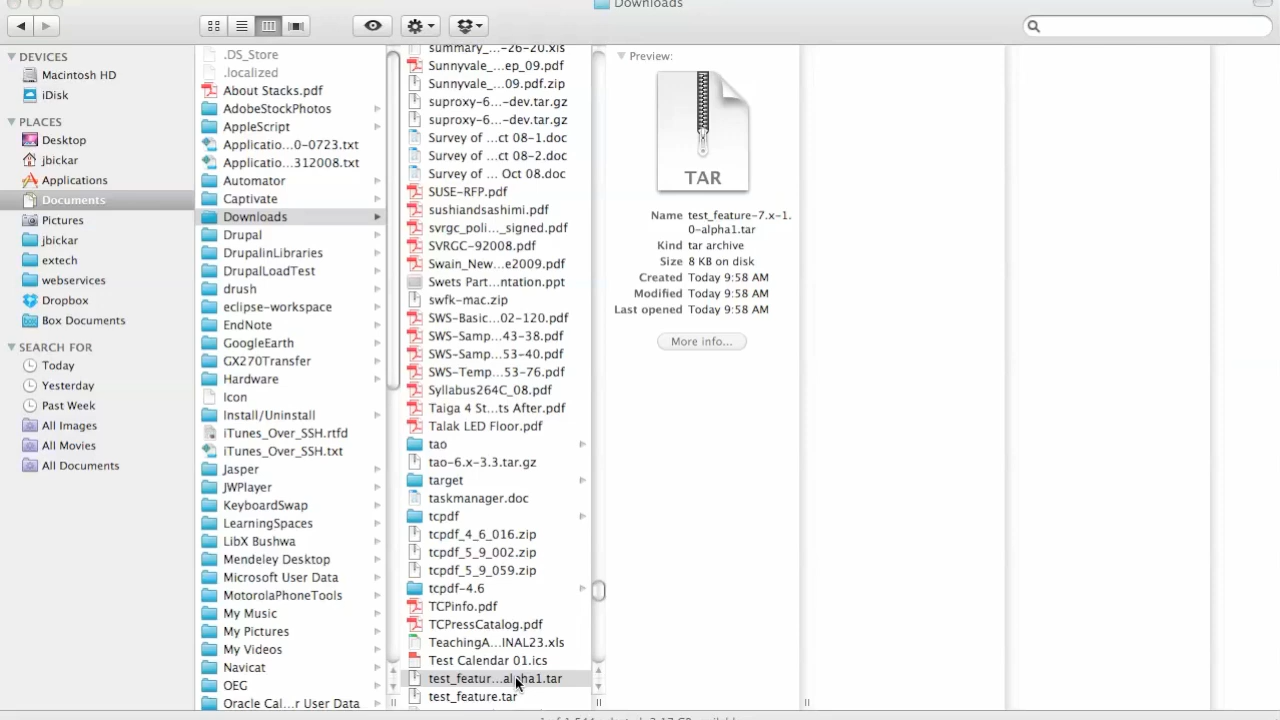 Downloads
DEVICES
Macintosh HD
iDisk
PLACES
Desktop
jbickar
Applications
Documents
Pictures
jbickar
extech
webservices
Dropbox
Box Documents
SEARCH FOR
Today
Yesterday
Past Week
All Images
All Movies
All Documents
.DS_Store
.localized
About Stacks.pdf
AdobeStockPhotos
AppleScript
Applicatio...0-0723.txt
Applicatio...312008.txt
Automator
Captivate
Downloads
Drupal
DrupalinLibraries
DrupalLoadTest
drush
eclipse-workspace
EndNote
GoogleEarth
GX270Transfer
Hardware
Icon
Install/Uninstall
iTunes_Over_SSH.rtfd
iTunes_Over_SSH.txt
Jasper
JWPlayer
KeyboardSwap
LearningSpaces
LibX Bushwa
Mendeley Desktop
Microsoft User Data
MotorolaPhoneTools
My Music
My Pictures
My Videos
Navicat
OEG
Oracle Cal...r User Data
summary_...-26-20.xls
Sunnyvale_...ep_09.pdf
Sunnyvale_...09.pdf.zip
suproxy-6...-dev.tar.gz
suproxy-6...-dev.tar.gz
Survey of ...ct 08-1.doc
Survey of ...ct 08-2.doc
Survey of ... Oct 08.doc
SUSE-RFP.pdf
sushiandsashimi.pdf
svrgc_poli..._signed.pdf
SVRGC-92008.pdf
Swain_New...e2009.pdf
Swets Part...ntation.ppt
swfk-mac.zip
SWS-Basic...02-120.pdf
SWS-Samp...43-38.pdf
SWS-Samp...53-40.pdf
SWS-Temp...53-76.pdf
Syllabus264C_08.pdf
Taiga 4 St...ts After.pdf
Talak LED Floor.pdf
tao
tao-6.x-3.3.tar.gz
target
taskmanager.doc
tcpdf
tcpdf_4_6_016.zip
tcpdf_5_9_002.zip
tcpdf_5_9_059.zip
tcpdf-4.6
TCPinfo.pdf
TCPressCatalog.pdf
TeachingA...INAL23.xls
Test Calendar 01.ics
test_featur...alpha1.tar
test_feature.tar
Preview:
TAR
Name test_feature-7.x-1.
0-alpha1.tar
Kind tar archive
Size 8 KB on disk
Created Today 9:58 AM
Modified Today 9:58 AM
Last opened Today 9:58 AM
More info...